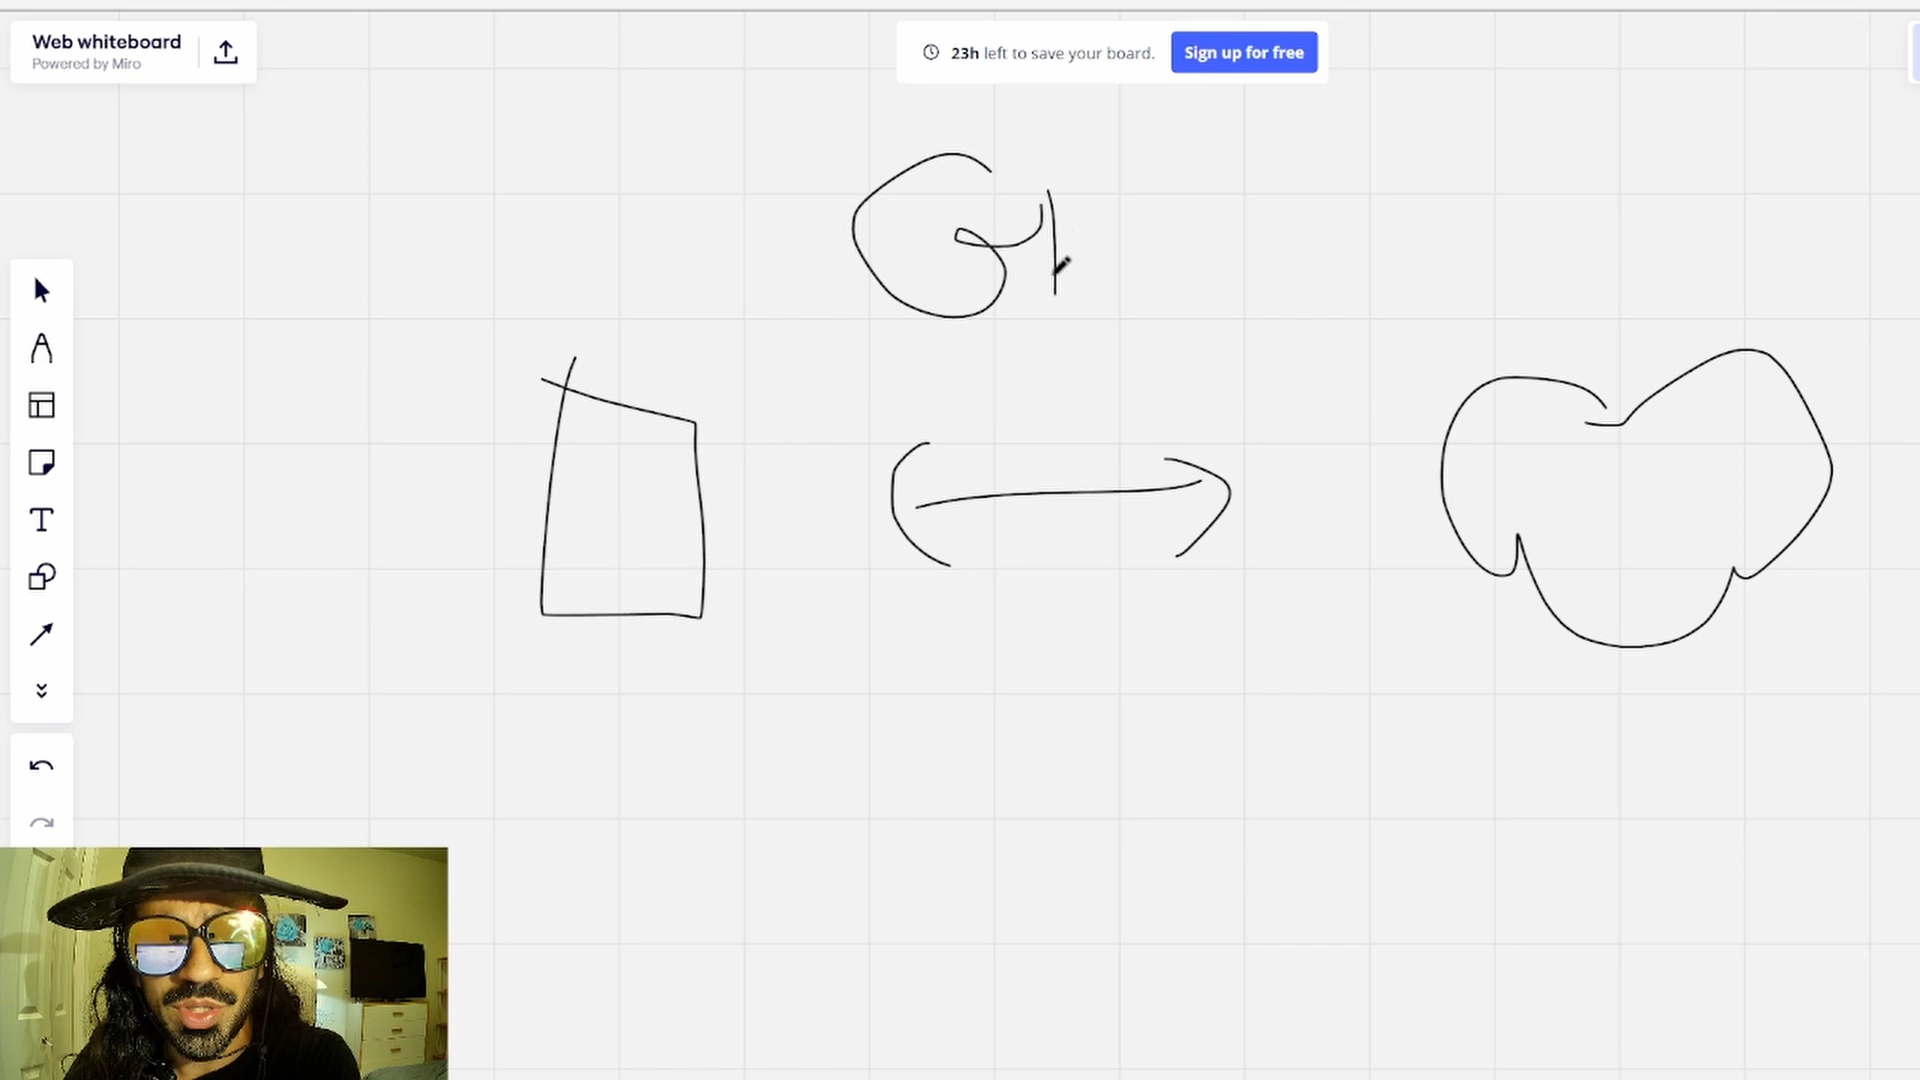 Web whiteboard
Powered by Miro
23h left to save your board.
Sign up for free